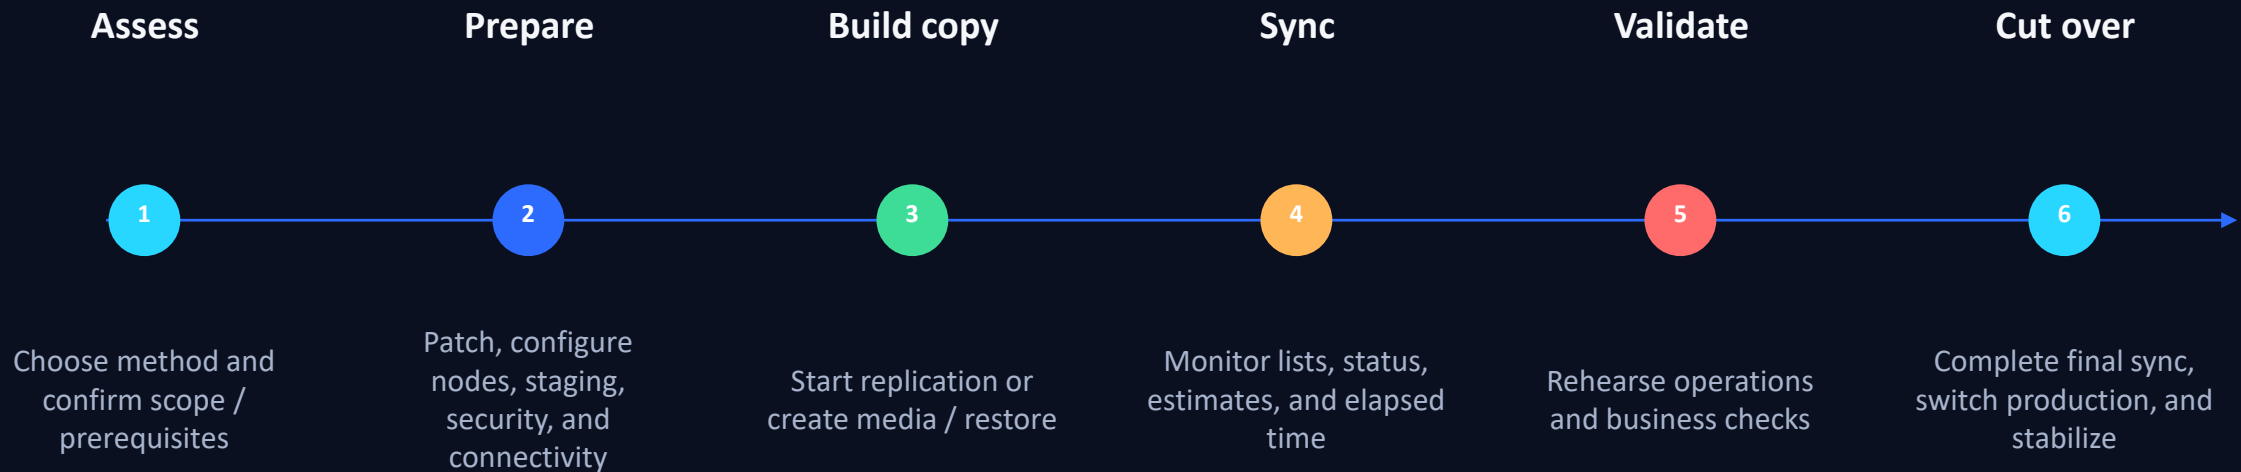 Assess
Prepare
Build copy
Sync
Validate
Cut over
1
2
3
4
5
6
Choose method and
confirm scope /
prerequisites
Patch, configure
nodes, staging,
security, and
connectivity
Start replication or
create media / restore
Monitor lists, status,
estimates, and elapsed
time
Rehearse operations
and business checks
Complete final sync,
switch production, and
stabilize